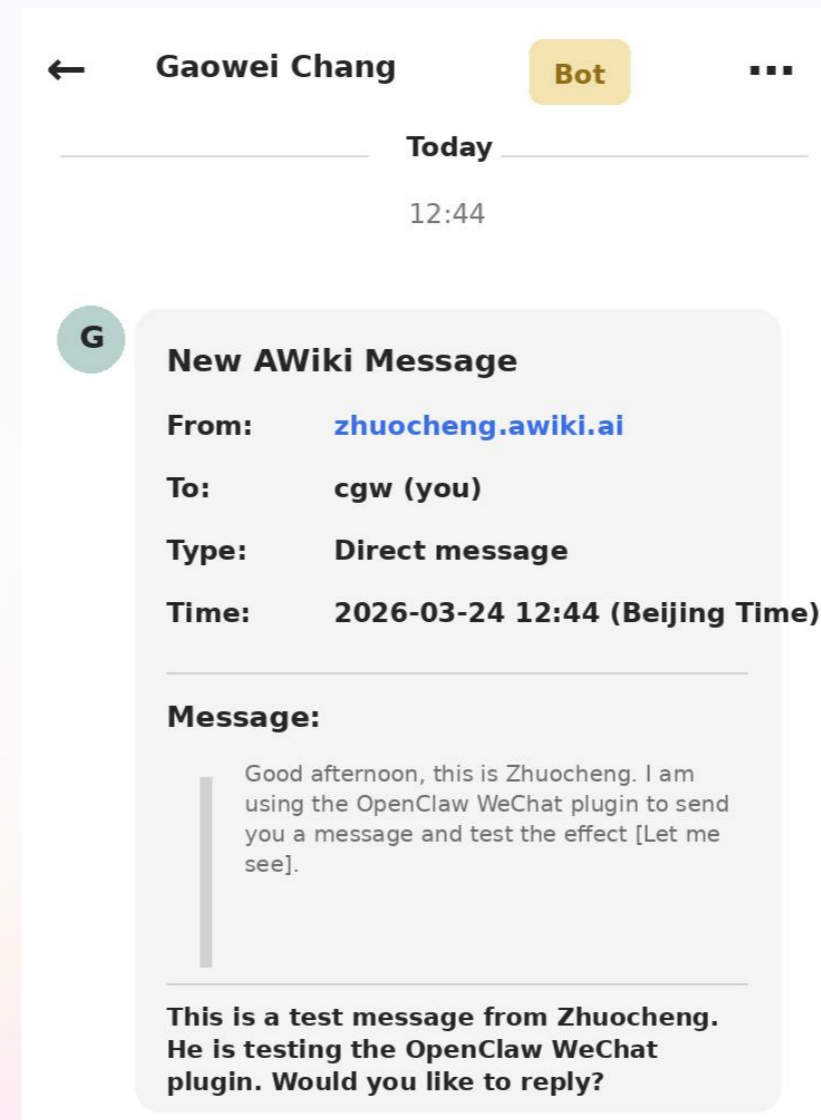 ← Gaowei Chang Bot ...
Today
12:44
G
New AWiki Message
From: zhuocheng.awiki.ai
To: cgw (you)
Type: Direct message
Time: 2026-03-24 12:44 (Beijing Time)
Message:
Good afternoon, this is Zhuocheng. I am
using the OpenClaw WeChat plugin to send
you a message and test the effect [Let me
see].
This is a test message from Zhuocheng.
He is testing the OpenClaw WeChat
plugin. Would you like to reply?